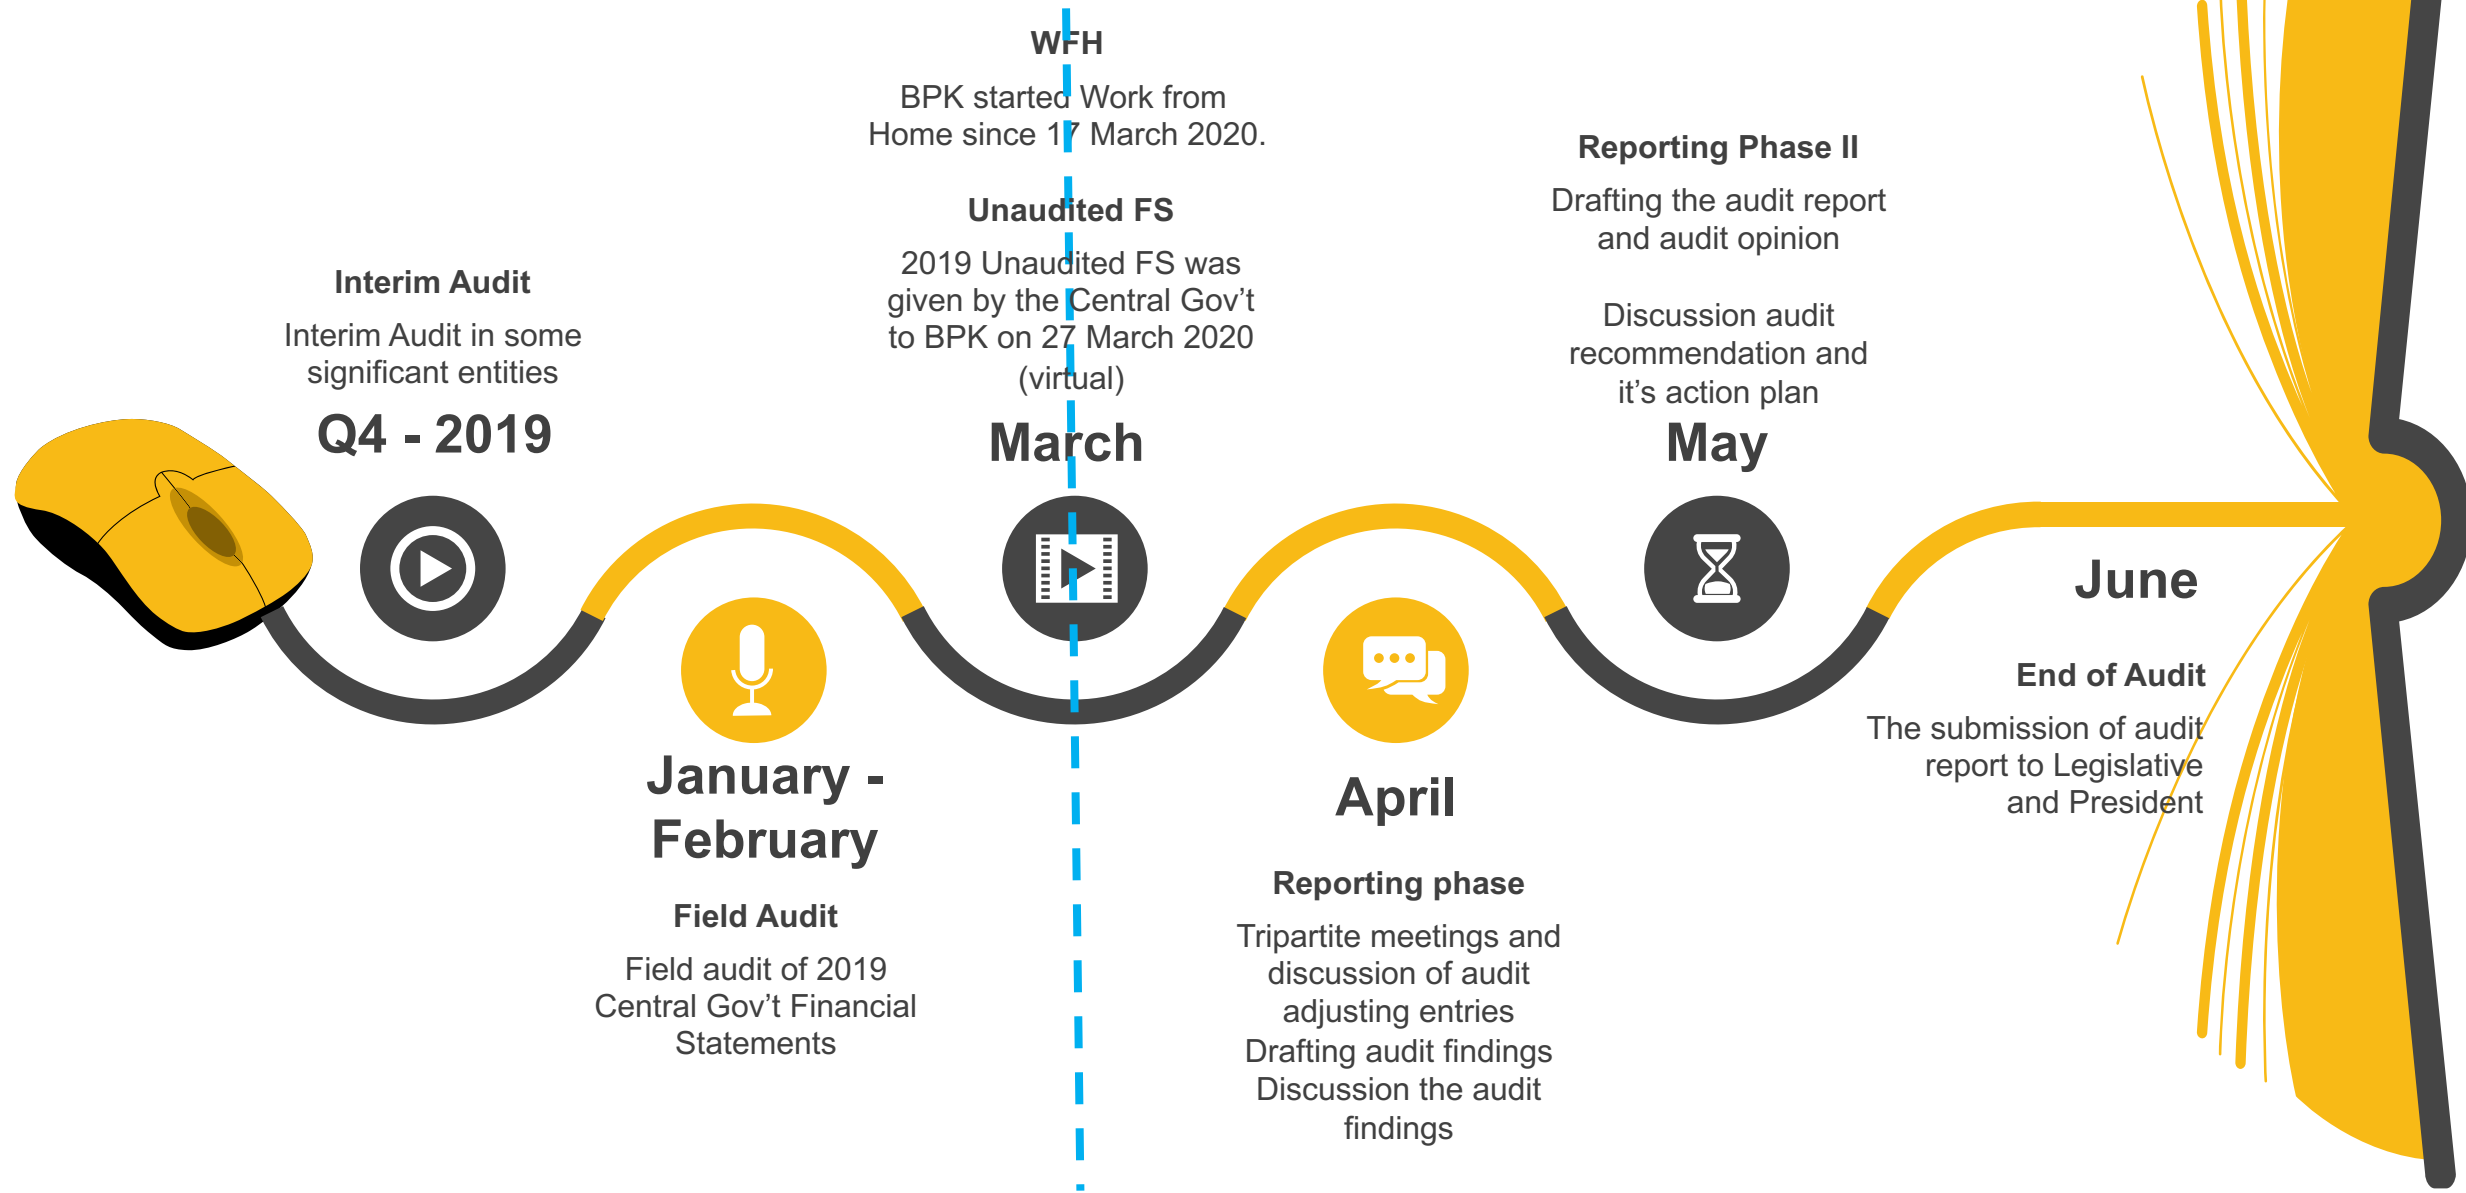 Interim Audit
Interim Audit in some
significant entities
Q4 - 2019
January -
February
Field Audit
Field audit of 2019
Central Gov’t Financial
Statements
WFH
BPK started Work from
Home since 17 March 2020.
Unaudited FS
2019 Unaudited FS was
given by the Central Gov’t
to BPK on 27 March 2020
(virtual)
March
April
Reporting phase
Tripartite meetings and
discussion of audit
adjusting entries
Drafting audit findings
Discussion the audit
findings
Reporting Phase II
Drafting the audit report
and audit opinion
Discussion audit
recommendation and
it’s action plan
May
June
End of Audit
The submission of audit
report to Legislative
and President